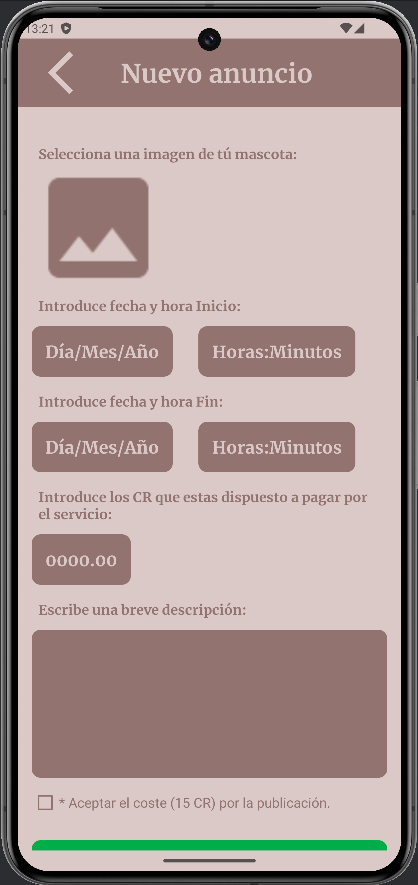 13:21
Nuevo anuncio
Selecciona una imagen de tú mascota:
Introduce fecha y hora Inicio:
Día/Mes/Año Horas:Minutos
Introduce fecha y hora Fin:
Día/Mes/Año Horas:Minutos
Introduce los CR que estas dispuesto a pagar por
el servicio:
0000.00
Escribe una breve descripción:
* Aceptar el coste (15 CR) por la publicación.